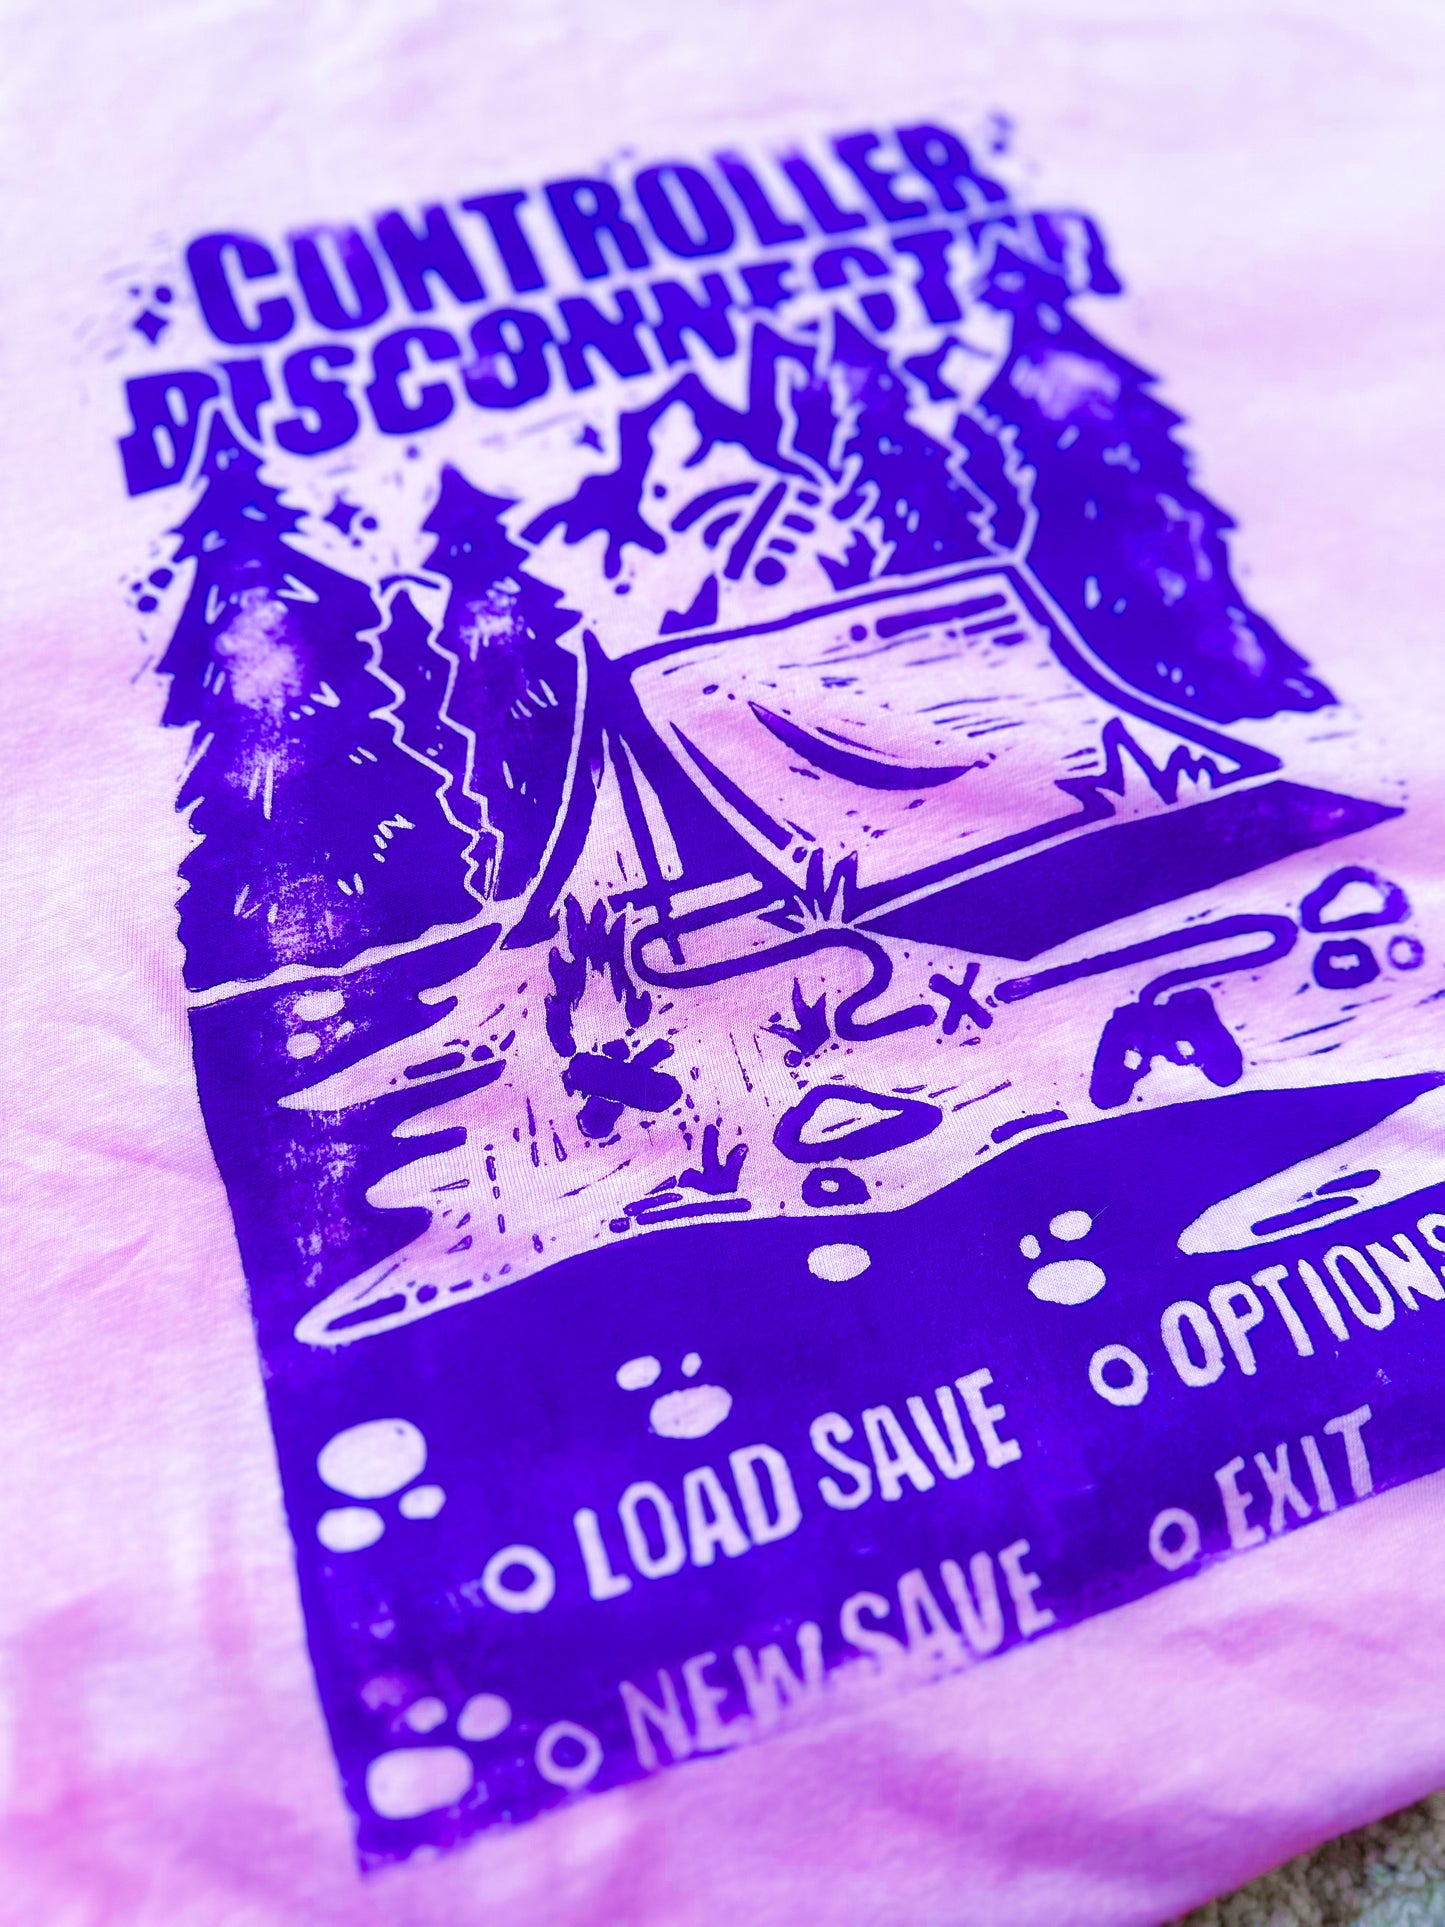 CONTROLLER
DISCONNECTED
LOAD SAVE
OPTIONS
NEW SAVE
EXIT